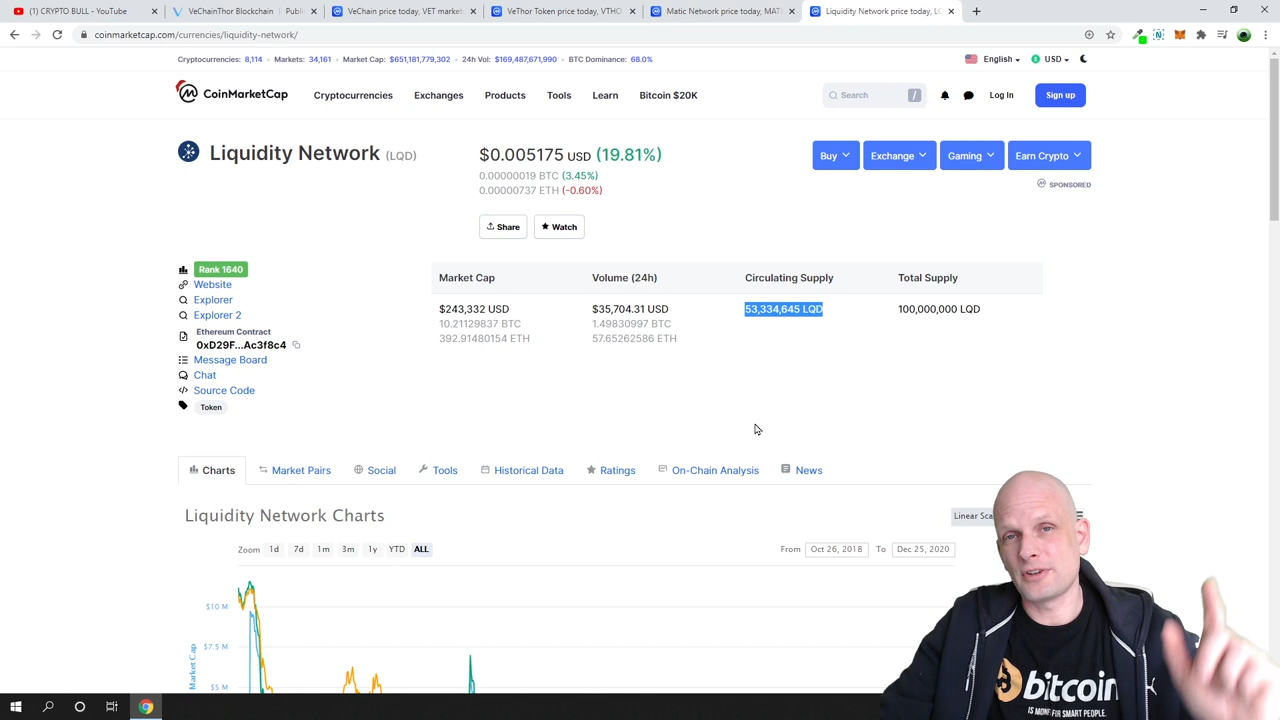 (1) CRYPTO BULL - YouTube
VeChainThor Blockchain | Publi
VeChain price today, VET market
VeThor Token price today, VTHO
Matic Network price today, MAT
Liquidity Network price today, LQ
coinmarketcap.com/currencies/liquidity-network/
Cryptocurrencies: 8,114 Markets: 34,161 Market Cap: $651,181,779,302 24h Vol: $169,487,671,990 BTC Dominance: 68.0%
English
USD
CoinMarketCap
Cryptocurrencies Exchanges Products Tools Learn Bitcoin $20K
Search /
Log In
Sign up
Liquidity Network (LQD)
$0.005175 USD (19.81%)
0.00000019 BTC (3.45%)
0.00000737 ETH (-0.60%)
Buy Exchange Gaming Earn Crypto
SPONSORED
Share Watch
Rank 1640
Website
Explorer
Explorer 2
Ethereum Contract
0xD29F...Ac3f8c4
Message Board
Chat
Source Code
Token
Market Cap Volume (24h) Circulating Supply Total Supply
$243,332 USD $35,704.31 USD 53,334,645 LQD 100,000,000 LQD
10.21129837 BTC 1.49830997 BTC
392.91480154 ETH 57.65262586 ETH
Charts Market Pairs Social Tools Historical Data Ratings On-Chain Analysis News
Liquidity Network Charts
Linear Sca
Zoom 1d 7d 1m 3m 1y YTD ALL
From Oct 26, 2018 To Dec 25, 2020
$10 M
$7.5 M
$5 M
Market Cap
bitcoin
IS MONEY FOR SMART PEOPLE.